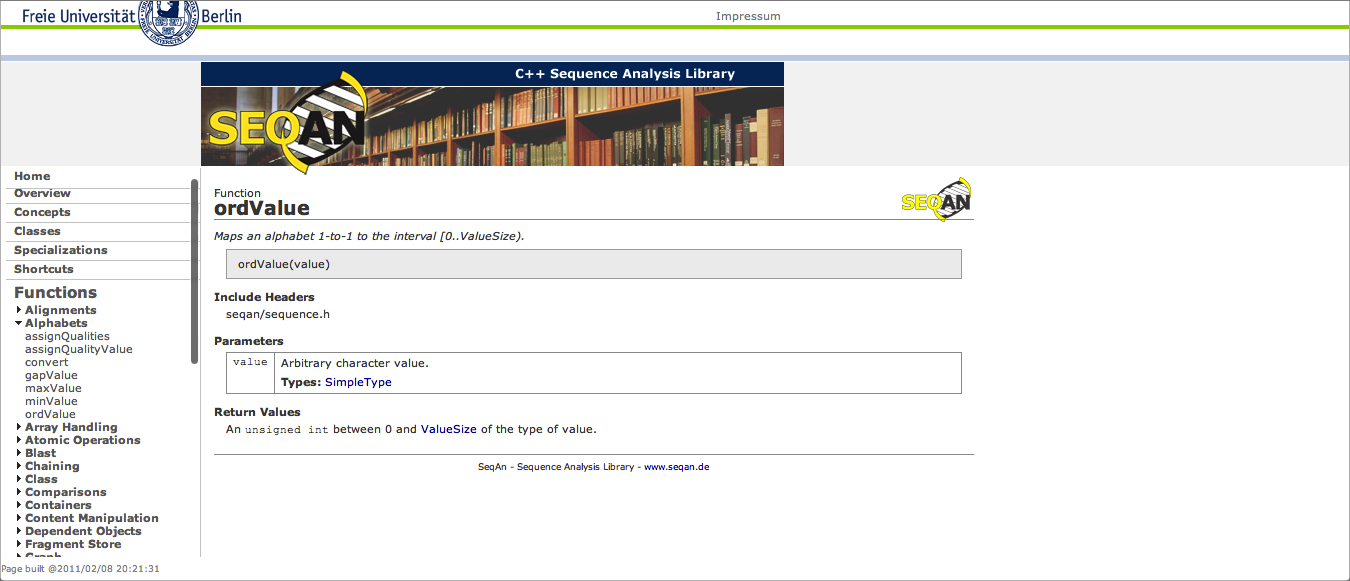 Freie Universität Berlin
Impressum
C++ Sequence Analysis Library
SEQAN
Home
Overview
Concepts
Classes
Specializations
Shortcuts
Functions
Alignments
Alphabets
assignQualities
assignQualityValue
convert
gapValue
maxValue
minValue
ordValue
Array Handling
Atomic Operations
Blast
Chaining
Class
Comparisons
Containers
Content Manipulation
Dependent Objects
Fragment Store
Graph
Function
SEQAN
ordValue
Maps an alphabet 1-to-1 to the interval [0..ValueSize).
ordValue(value)
Include Headers
seqan/sequence.h
Parameters
value Arbitrary character value.
Types: SimpleType
Return Values
An unsigned int between 0 and ValueSize of the type of value.
SeqAn - Sequence Analysis Library - www.seqan.de
Page built @2011/02/08 20:21:31